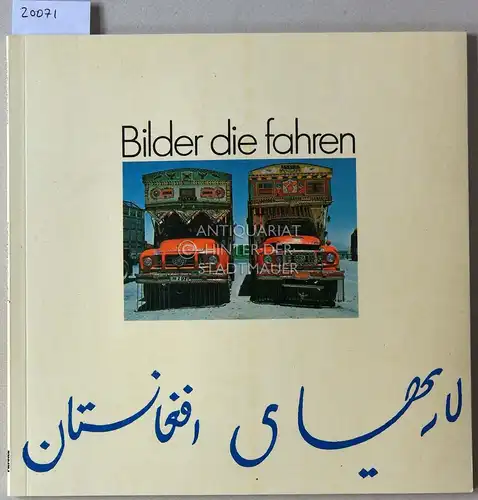 20071
Bilder die fahren
ANTIQUARIAT
© HINTER DER
STADTMAUER
لاریهای افغانستان